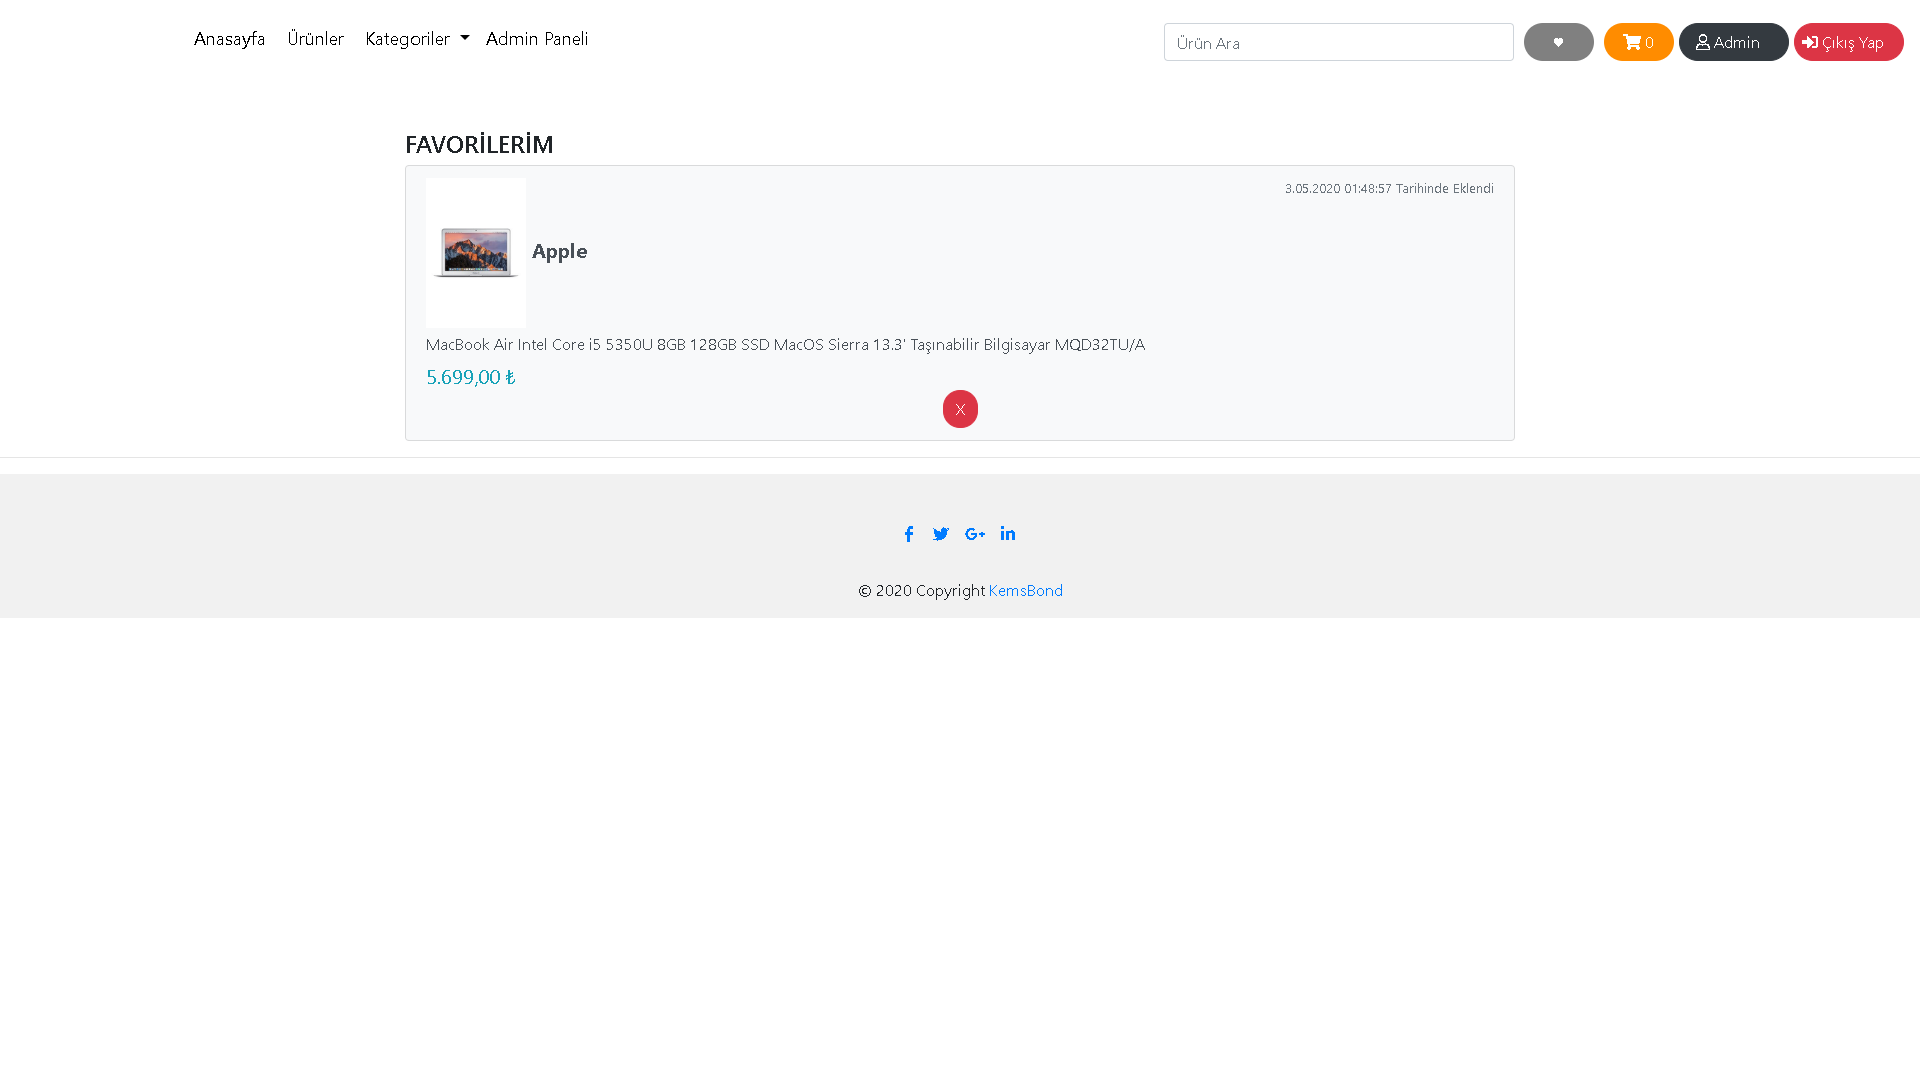 Anasayfa Ürünler Kategoriler Admin Paneli Ürün Ara 0 Admin Çıkış Yap
FAVORİLERİM
3.05.2020 01:48:57 Tarihinde Eklendi
Apple
MacBook Air Intel Core i5 5350U 8GB 128GB SSD MacOS Sierra 13.3' Taşınabilir Bilgisayar MQD32TU/A
5.699,00 ₺
X
© 2020 Copyright KemsBond